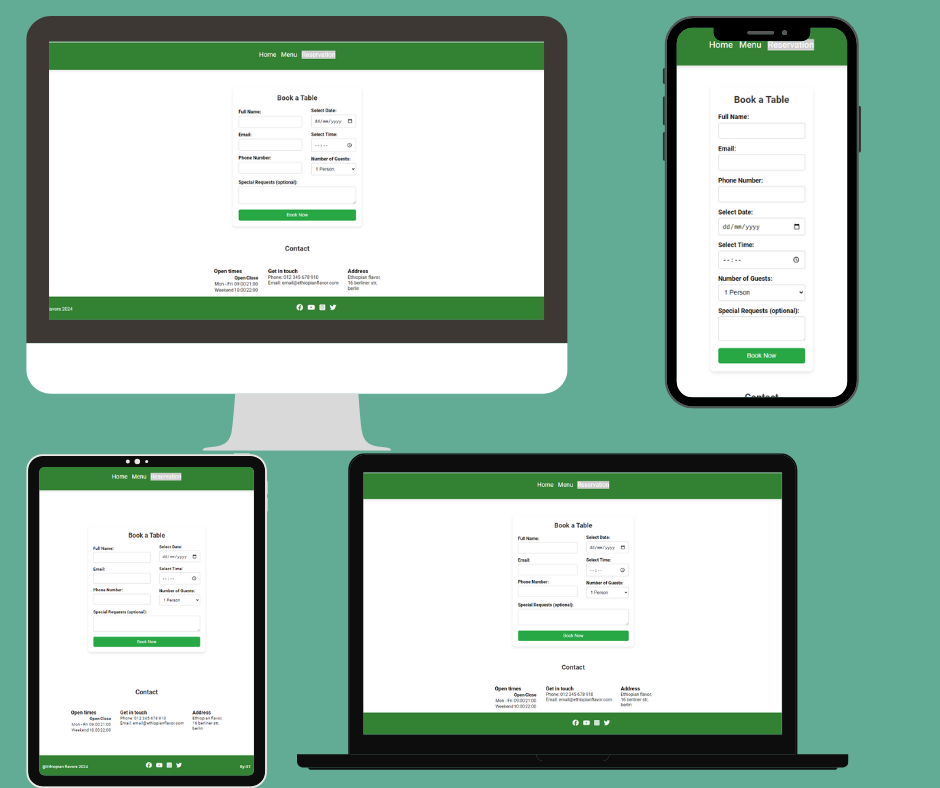 Home Menu Reservation
Book a Table
Full Name:
Select Date:
dd/mm/yyyy
Email:
Select Time:
--:--
Phone Number:
Number of Guests:
1 Person
Special Requests (optional):
Book Now
Contact
Open times
Open Close
Mon - Fri 09:00 21:00
Weekend 10:00 22:00
Get in touch
Phone: 012 345 678 910
Email: email@ethiopianflavor.com
Address
Ethiopian flavor,
16 berliner str,
berlin
avors 2024
Home Menu Reservation
Book a Table
Full Name:
Email:
Phone Number:
Select Date:
dd/mm/yyyy
Select Time:
--:--
Number of Guests:
1 Person
Special Requests (optional):
Book Now
Contact
Home Menu Reservation
Book a Table
Full Name:
Select Date:
dd/mm/yyyy
Email:
Select Time:
--:--
Phone Number:
Number of Guests:
1 Person
Special Requests (optional):
Book Now
Contact
Open times
Open Close
Mon - Fri 09:00 21:00
Weekend 10:00 22:00
Get in touch
Phone: 012 345 678 910
Email: email@ethiopianflavor.com
Address
Ethiopian flavor,
16 berliner str,
berlin
@Ethiopian flavors 2024
Home Menu Reservation
Book a Table
Full Name:
Select Date:
dd/mm/yyyy
Email:
Select Time:
--:--
Phone Number:
Number of Guests:
1 Person
Special Requests (optional):
Book Now
Contact
Open times
Open Close
Mon - Fri 09:00 21:00
Weekend 10:00 22:00
Get in touch
Phone: 012 345 678 910
Email: email@ethiopianflavor.com
Address
Ethiopian flavor,
16 berliner str,
berlin